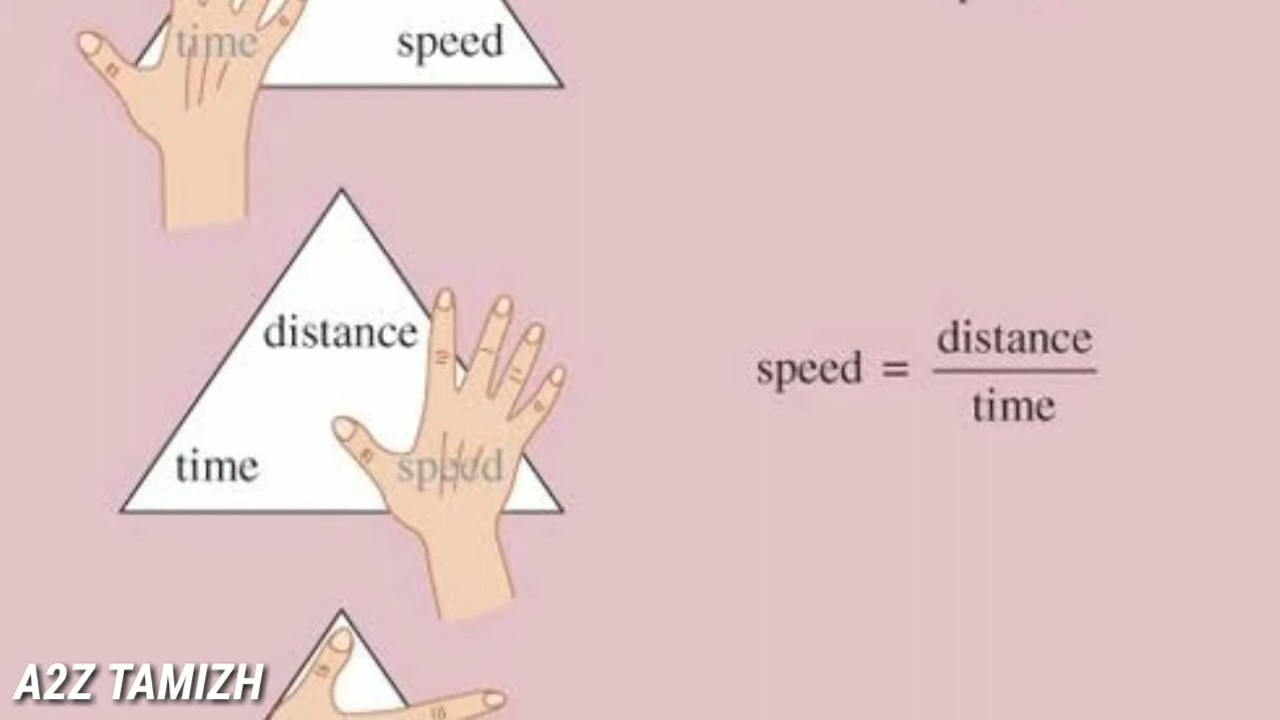 time
speed
distance
speed = distance
time
time
speed
A2Z TAMIZH